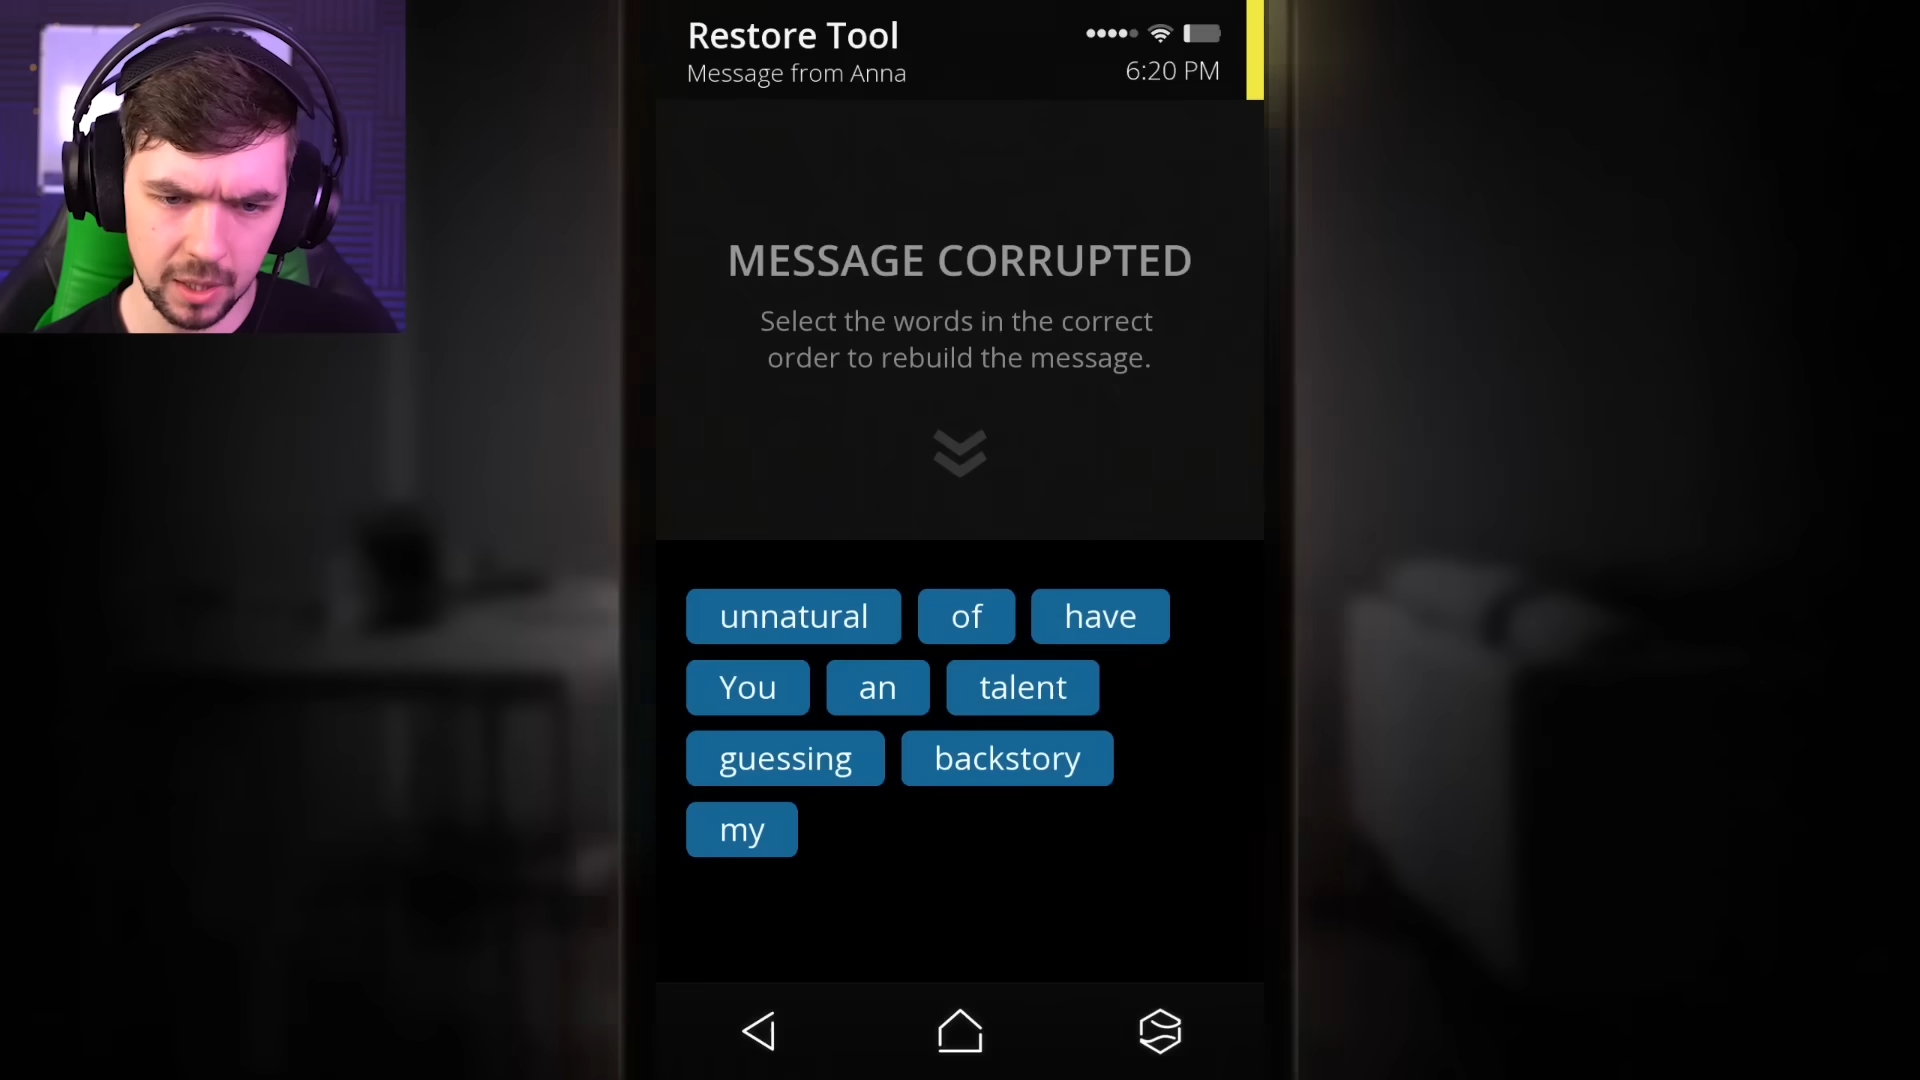 Restore Tool
Message from Anna
6:20 PM
MESSAGE CORRUPTED
Select the words in the correct
order to rebuild the message.
unnatural of have
You an talent
guessing backstory
my